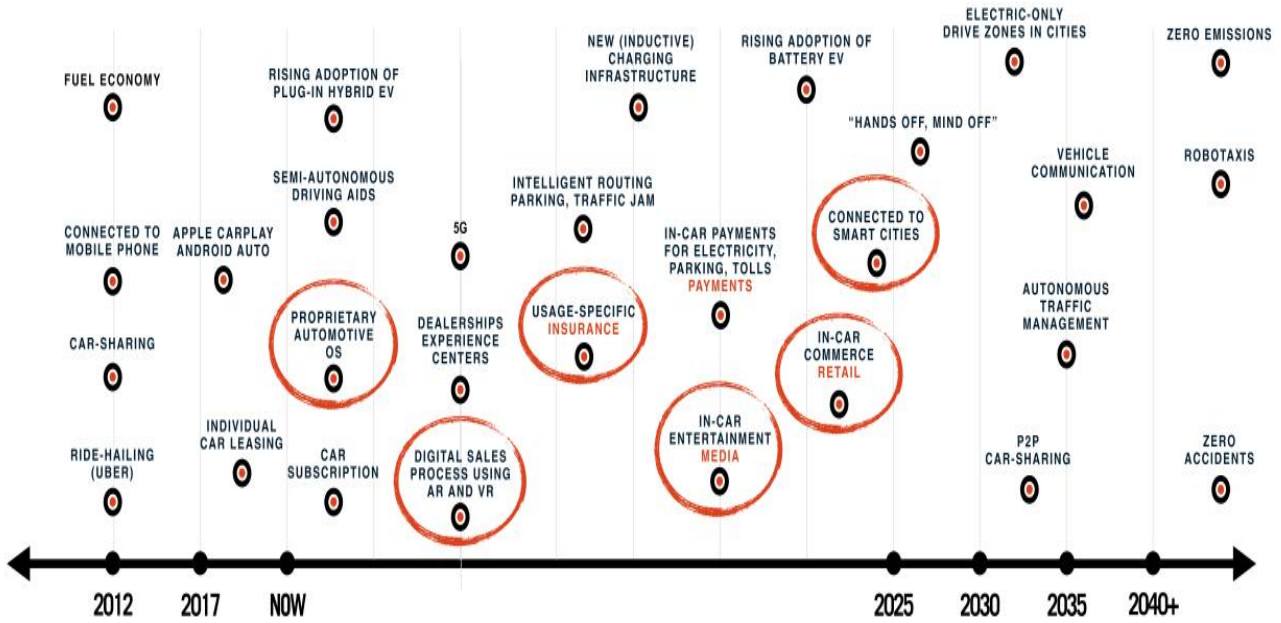 ELECTRIC-ONLY
DRIVE ZONES IN CITIES
ZERO EMISSIONS
NEW (INDUCTIVE)
CHARGING
INFRASTRUCTURE
RISING ADOPTION OF
BATTERY EV
FUEL ECONOMY
RISING ADOPTION OF
PLUG-IN HYBRID EV
"HANDS OFF, MIND OFF"
VEHICLE
COMMUNICATION
ROBOTAXIS
SEMI-AUTONOMOUS
DRIVING AIDS
INTELLIGENT ROUTING
PARKING, TRAFFIC JAM
CONNECTED TO
SMART CITIES
CONNECTED TO
MOBILE PHONE
APPLE CARPLAY
ANDROID AUTO
5G
IN-CAR PAYMENTS
FOR ELECTRICITY,
PARKING, TOLLS
PAYMENTS
AUTONOMOUS
TRAFFIC
MANAGEMENT
PROPRIETARY
AUTOMOTIVE
OS
DEALERSHIPS
EXPERIENCE
CENTERS
USAGE-SPECIFIC
INSURANCE
IN-CAR
COMMERCE
RETAIL
CAR-SHARING
INDIVIDUAL
CAR LEASING
IN-CAR
ENTERTAINMENT
MEDIA
RIDE-HAILING
(UBER)
CAR
SUBSCRIPTION
DIGITAL SALES
PROCESS USING
AR AND VR
P2P
CAR-SHARING
ZERO
ACCIDENTS
2012
2017
NOW
2025
2030
2035
2040+